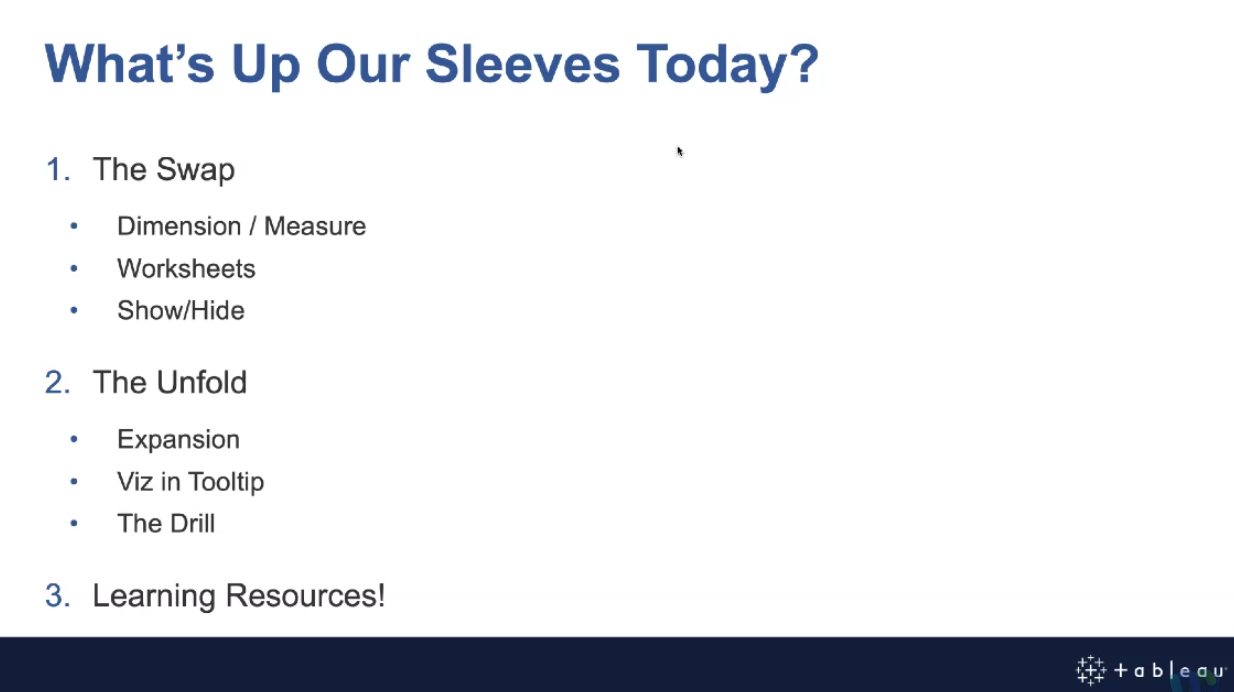 What's Up Our Sleeves Today?
1. The Swap
• Dimension / Measure
• Worksheets
• Show/Hide
2. The Unfold
• Expansion
• Viz in Tooltip
• The Drill
3. Learning Resources!
+ableau